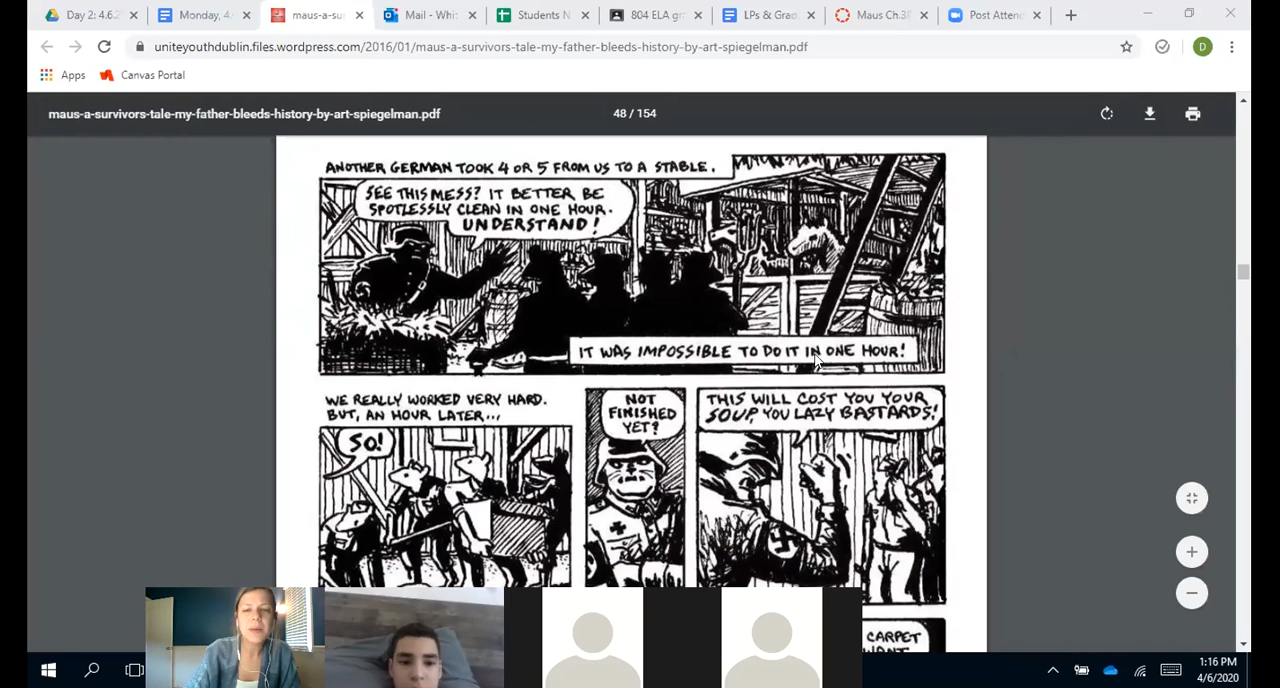 Day 2: 4.6.2
Monday, 4.
maus-a-su
Mail - Whi
Students N
804 ELA gr
LPs & Grad
Maus Ch.3P
Post Attend
uniteyouthdublin.files.wordpress.com/2016/01/maus-a-survivors-tale-my-father-bleeds-history-by-art-spiegelman.pdf
D
Apps
Canvas Portal
maus-a-survivors-tale-my-father-bleeds-history-by-art-spiegelman.pdf
48 / 154
ANOTHER GERMAN TOOK 4 OR 5 FROM US TO A STABLE.
SEE THIS MESS? IT BETTER BE
SPOTLESSLY CLEAN IN ONE HOUR.
UNDERSTAND!
IT WAS IMPOSSIBLE TO DO IT IN ONE HOUR!
WE REALLY WORKED VERY HARD.
BUT, AN HOUR LATER...
SO!
NOT
FINISHED
YET?
THIS WILL COST YOU YOUR
SOUP, YOU LAZY BASTARDS!
CARPET
WANT
1:16 PM
4/6/2020